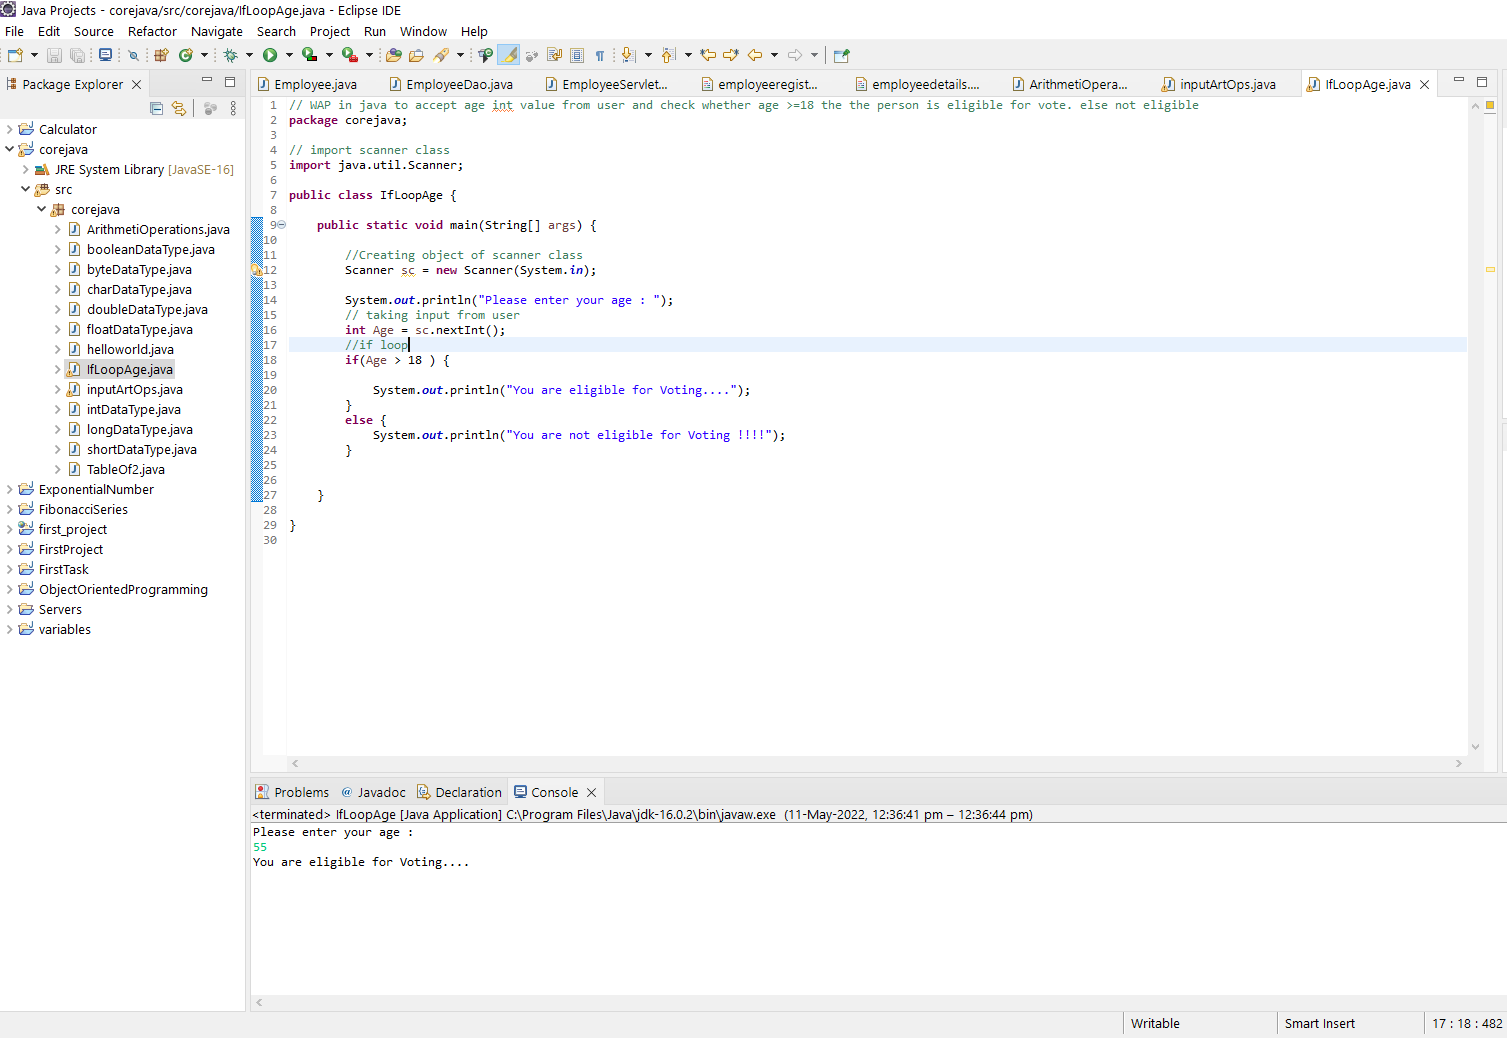 Java Projects - corejava/src/corejava/IfLoopAge.java - Eclipse IDE
File Edit Source Refactor Navigate Search Project Run Window Help
Package Explorer
Calculator
corejava
JRE System Library [JavaSE-16]
src
corejava
ArithmetiOperations.java
booleanDataType.java
byteDataType.java
charDataType.java
doubleDataType.java
floatDataType.java
helloworld.java
IfLoopAge.java
inputArtOps.java
intDataType.java
longDataType.java
shortDataType.java
TableOf2.java
ExponentialNumber
FibonacciSeries
first_project
FirstProject
FirstTask
ObjectOrientedProgramming
Servers
variables
Employee.java EmployeeDao.java EmployeeServlet... employeeregist... employeedetails.... ArithmetiOpera... inputArtOps.java IfLoopAge.java
1 // WAP in java to accept age int value from user and check whether age >=18 the the person is eligible for vote. else not eligible
2 package corejava;
3
4 // import scanner class
5 import java.util.Scanner;
6
7 public class IfLoopAge {
8
9 public static void main(String[] args) {
10
11 //Creating object of scanner class
12 Scanner sc = new Scanner(System.in);
13
14 System.out.println("Please enter your age : ");
15 // taking input from user
16 int Age = sc.nextInt();
17 //if loop
18 if(Age > 18 ) {
19
20 System.out.println("You are eligible for Voting....");
21 }
22 else {
23 System.out.println("You are not eligible for Voting !!!!");
24 }
25
26
27 }
28
29 }
30
Problems @ Javadoc Declaration Console
<terminated> IfLoopAge [Java Application] C:\Program Files\Java\jdk-16.0.2\bin\javaw.exe (11-May-2022, 12:36:41 pm – 12:36:44 pm)
Please enter your age :
55
You are eligible for Voting....
Writable Smart Insert 17 : 18 : 482